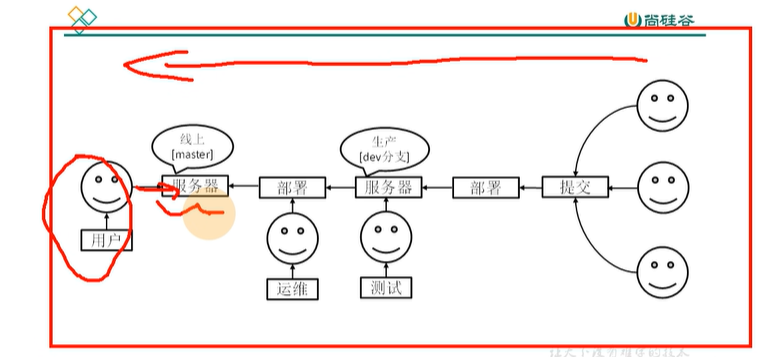 尚硅谷
线上
[master]
生产
[dev分支]
服务器
部署
服务器
部署
提交
用户
运维
测试